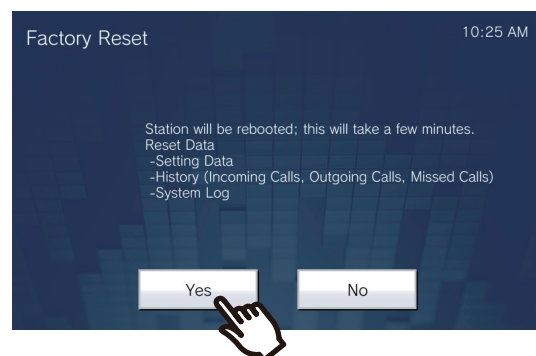 Factory Reset
10:25 AM
Station will be rebooted; this will take a few minutes.
Reset Data
-Setting Data
-History (Incoming Calls, Outgoing Calls, Missed Calls)
-System Log
Yes
No